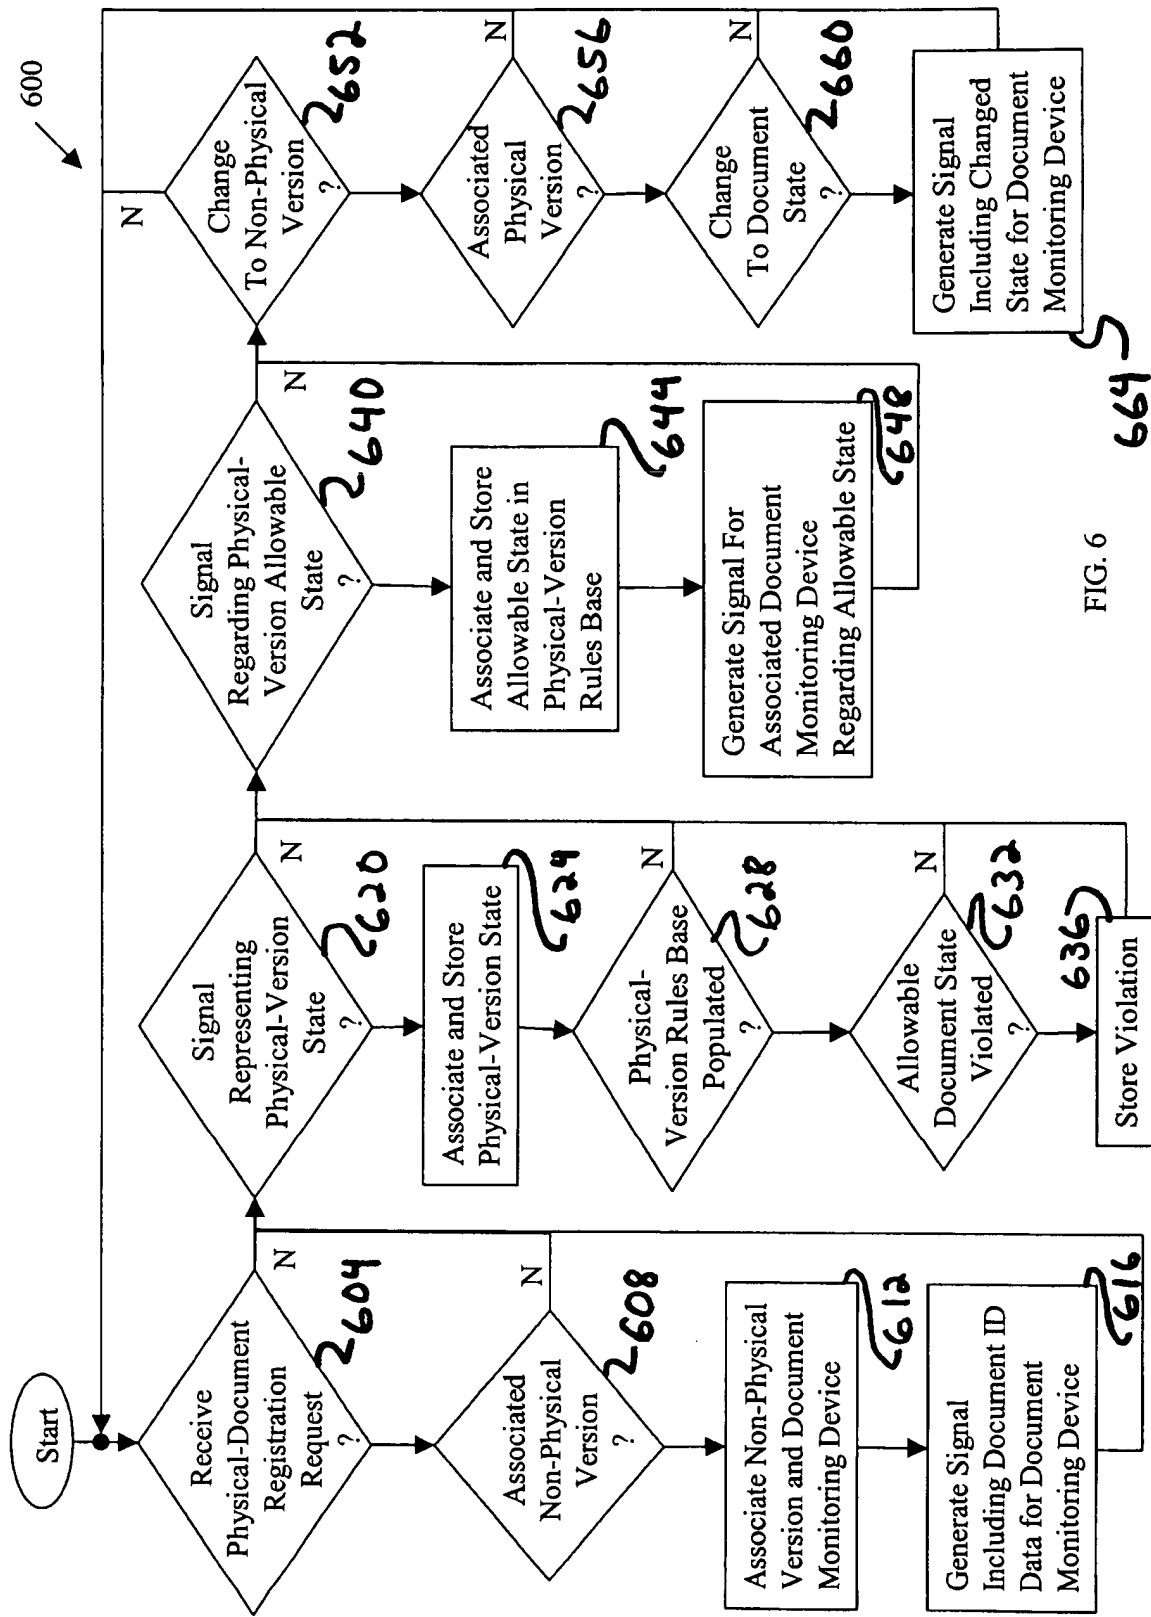 600
Start
Receive
Physical-Document
Registration
Request
?
N
604
Associated
Non-Physical
Version
?
N
608
Associate Non-Physical
Version and Document
Monitoring Device
612
Generate Signal
Including Document ID
Data for Document
Monitoring Device
616
Signal
Representing
Physical-Version
State
?
N
620
Associate and Store
Physical-Version State
624
Physical-
Version Rules Base
Populated
?
N
628
Allowable
Document State
Violated
?
N
632
Store Violation
636
Signal
Regarding Physical-
Version Allowable
State
?
N
640
Associate and Store
Allowable State in
Physical-Version
Rules Base
644
Generate Signal For
Associated Document
Monitoring Device
Regarding Allowable State
648
Change
To Non-Physical
Version
?
N
652
Associated
Physical
Version
?
N
656
Change
To Document
State
?
N
660
Generate Signal
Including Changed
State for Document
Monitoring Device
664
FIG. 6